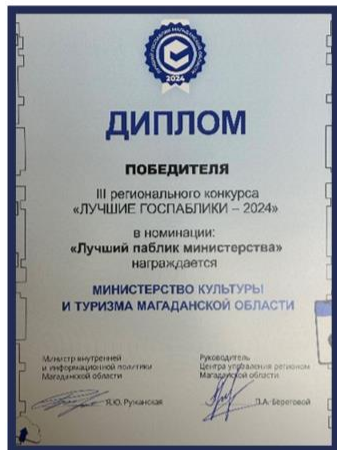 2024
ДИПЛОМ
ПОБЕДИТЕЛЯ
III регионального конкурса
«ЛУЧШИЕ ГОСПАБЛИКИ – 2024»
в номинации:
«Лучший паблик министерства»
награждается
МИНИСТЕРСТВО КУЛЬТУРЫ
И ТУРИЗМА МАГАДАНСКОЙ ОБЛАСТИ
Министр внутренней
и информационной политики
Магаданской области
Я.Ю. Ружанская
Руководитель
Центра управления регионом
Магаданской области
П.А. Береговой